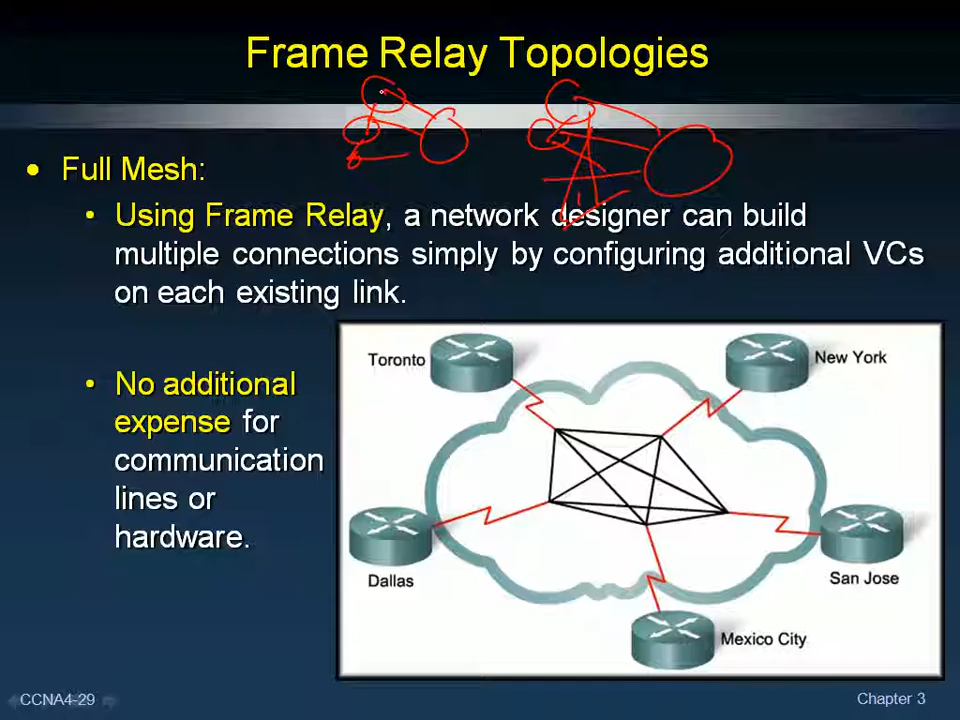 Frame Relay Topologies
• Full Mesh:
• Using Frame Relay, a network designer can build
multiple connections simply by configuring additional VCs
on each existing link.
• No additional
expense for
communication
lines or
hardware.
Toronto
New York
Dallas
San Jose
Mexico City
CCNA4-29
Chapter 3